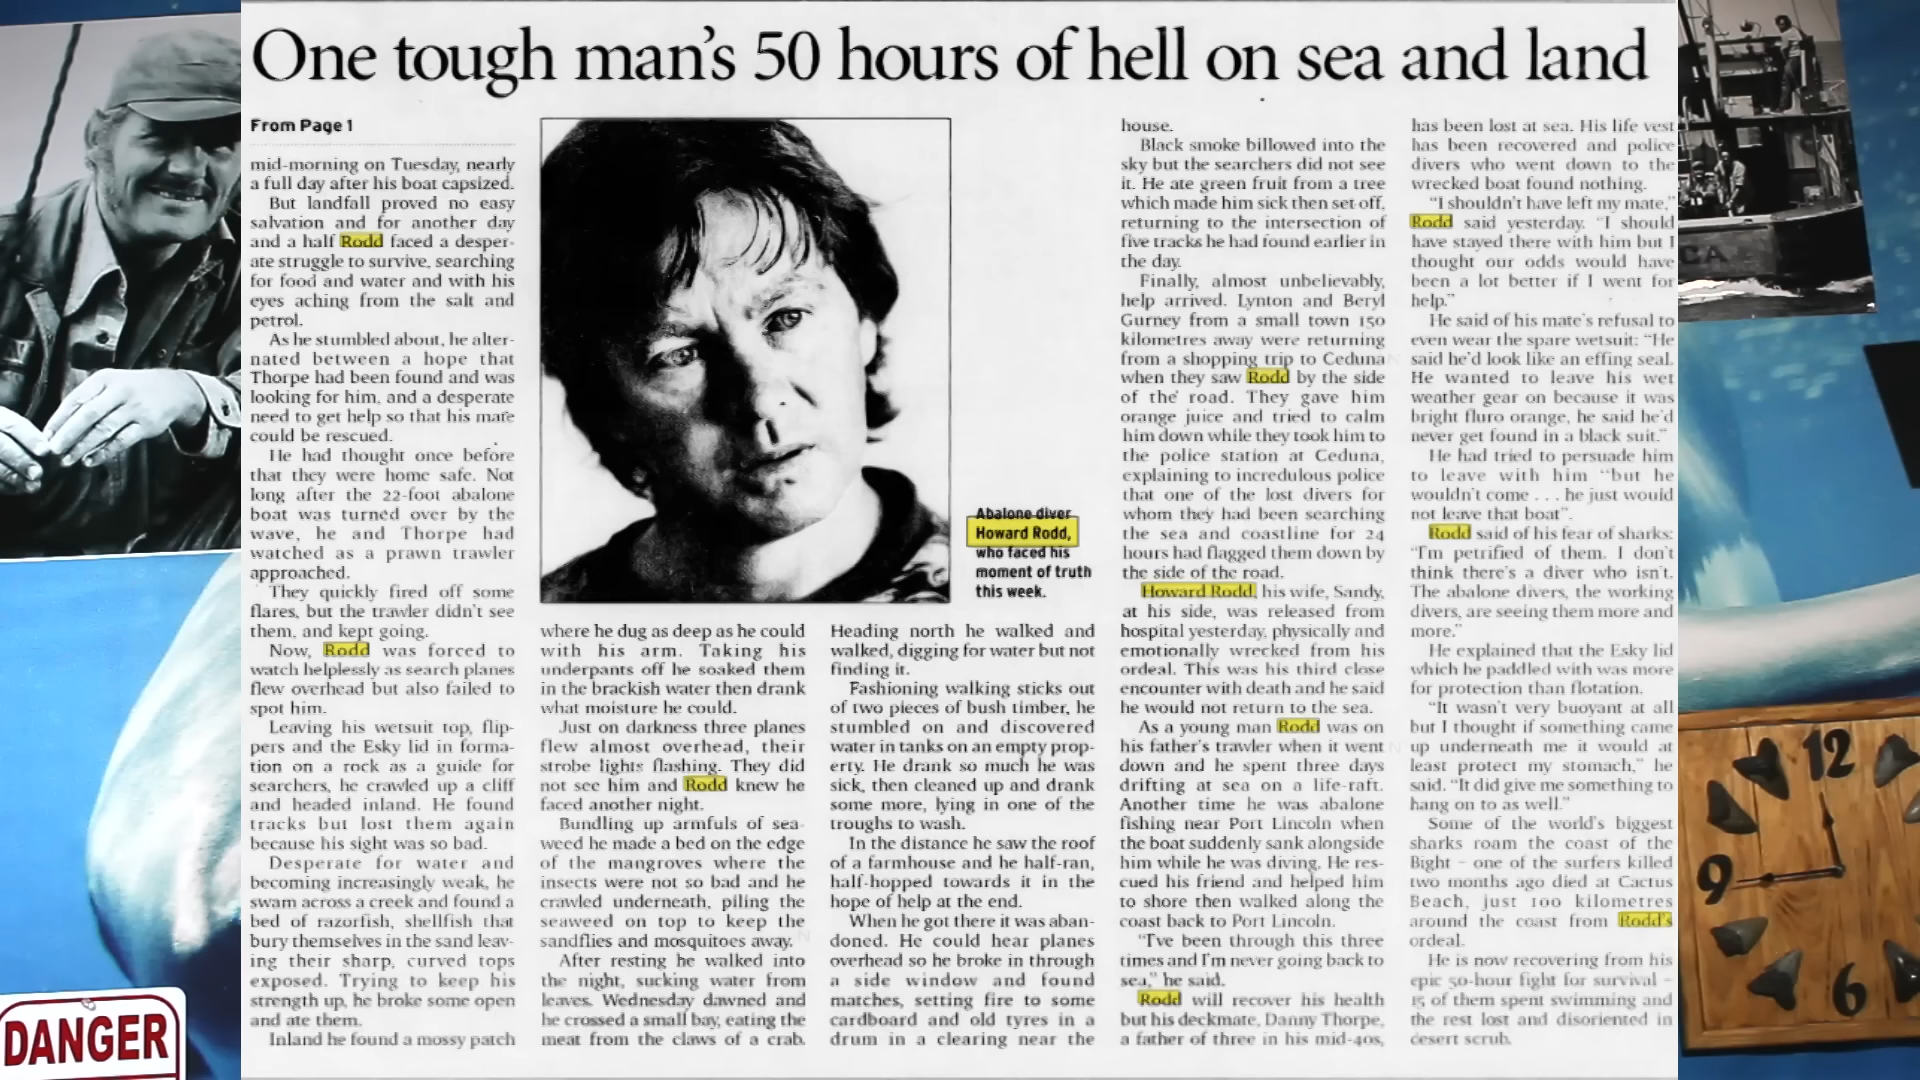 One tough man's 50 hours of hell on sea and land
From Page 1
mid-morning on Tuesday, nearly
a full day after his boat capsized.
But landfall proved no easy
salvation and for another day
and a half Rodd faced a desper-
ate struggle to survive, searching
for food and water and with his
eyes aching from the salt and
petrol.
As he stumbled about, he alter-
nated between a hope that
Thorpe had been found and was
looking for him, and a desperate
need to get help so that his mate
could be rescued.
He had thought once before
that they were home safe. Not
long after the 22-foot abalone
boat was turned over by the
wave, he and Thorpe had
watched as a prawn trawler
approached.
They quickly fired off some
flares, but the trawler didn't see
them, and kept going.
Now, Rodd was forced to
watch helplessly as search planes
flew overhead but also failed to
spot him.
Leaving his wetsuit top, flip-
pers and the Esky lid in forma-
tion on a rock as a guide for
searchers, he crawled up a cliff
and headed inland. He found
tracks but lost them again
because his sight was so bad.
Desperate for water and
becoming increasingly weak, he
swam across a creek and found a
bed of razorfish, shellfish that
bury themselves in the sand leav-
ing their sharp, curved tops
exposed. Trying to keep his
strength up, he broke some open
and ate them.
Inland he found a mossy patch
Abalone diver
Howard Rodd,
who faced his
moment of truth
this week.
where he dug as deep as he could
with his arm. Taking his
underpants off he soaked them
in the brackish water then drank
what moisture he could.
Just on darkness three planes
flew almost overhead, their
strobe lights flashing. They did
not see him and Rodd knew he
faced another night.
Bundling up armfuls of sea-
weed he made a bed on the edge
of the mangroves where the
insects were not so bad and he
crawled underneath, piling the
seaweed on top to keep the
sandflies and mosquitoes away.
After resting he walked into
the night, sucking water from
leaves. Wednesday dawned and
he crossed a small bay, eating the
meat from the claws of a crab.
Heading north he walked and
walked, digging for water but not
finding it.
Fashioning walking sticks out
of two pieces of bush timber, he
stumbled on and discovered
water in tanks on an empty prop-
erty. He drank so much he was
sick, then cleaned up and drank
some more, lying in one of the
troughs to wash.
In the distance he saw the roof
of a farmhouse and he half-ran,
half-hopped towards it in the
hope of help at the end.
When he got there it was aban-
doned. He could hear planes
overhead so he broke in through
a side window and found
matches, setting fire to some
cardboard and old tyres in a
drum in a clearing near the
house.
Black smoke billowed into the
sky but the searchers did not see
it. He ate green fruit from a tree
which made him sick then set off,
returning to the intersection of
five tracks he had found earlier in
the day.
Finally, almost unbelievably,
help arrived. Lynton and Beryl
Gurney from a small town 150
kilometres away were returning
from a shopping trip to Ceduna
when they saw Rodd by the side
of the road. They gave him
orange juice and tried to calm
him down while they took him to
the police station at Ceduna,
explaining to incredulous police
that one of the lost divers for
whom they had been searching
the sea and coastline for 24
hours had flagged them down by
the side of the road.
Howard Rodd, his wife, Sandy,
at his side, was released from
hospital yesterday, physically and
emotionally wrecked from his
ordeal. This was his third close
encounter with death and he said
he would not return to the sea.
As a young man Rodd was on
his father's trawler when it went
down and he spent three days
drifting at sea on a life-raft.
Another time he was abalone
fishing near Port Lincoln when
the boat suddenly sank alongside
him while he was diving. He res-
cued his friend and helped him
to shore then walked along the
coast back to Port Lincoln.
"I've been through this three
times and I'm never going back to
sea," he said.
Rodd will recover his health
but his deckmate, Danny Thorpe,
a father of three in his mid-40s,
has been lost at sea. His life vest
has been recovered and police
divers who went down to the
wrecked boat found nothing.
"I shouldn't have left my mate,"
Rodd said yesterday. "I should
have stayed there with him but I
thought our odds would have
been a lot better if I went for
help."
He said of his mate's refusal to
even wear the spare wetsuit: "He
said he'd look like an effing seal.
He wanted to leave his wet
weather gear on because it was
bright fluro orange, he said he'd
never get found in a black suit."
He had tried to persuade him
to leave with him "but he
wouldn't come . . . he just would
not leave that boat".
Rodd said of his fear of sharks:
"I'm petrified of them. I don't
think there's a diver who isn't.
The abalone divers, the working
divers, are seeing them more and
more."
He explained that the Esky lid
which he paddled with was more
for protection than flotation.
"It wasn't very buoyant at all
but I thought if something came
up underneath me it would at
least protect my stomach," he
said. "It did give me something to
hang on to as well."
Some of the world's biggest
sharks roam the coast of the
Bight – one of the surfers killed
two months ago died at Cactus
Beach, just 100 kilometres
around the coast from Rodd's
ordeal.
He is now recovering from his
epic 50-hour fight for survival –
15 of them spent swimming and
the rest lost and disoriented in
desert scrub.
CA
12
9
6
DANGER